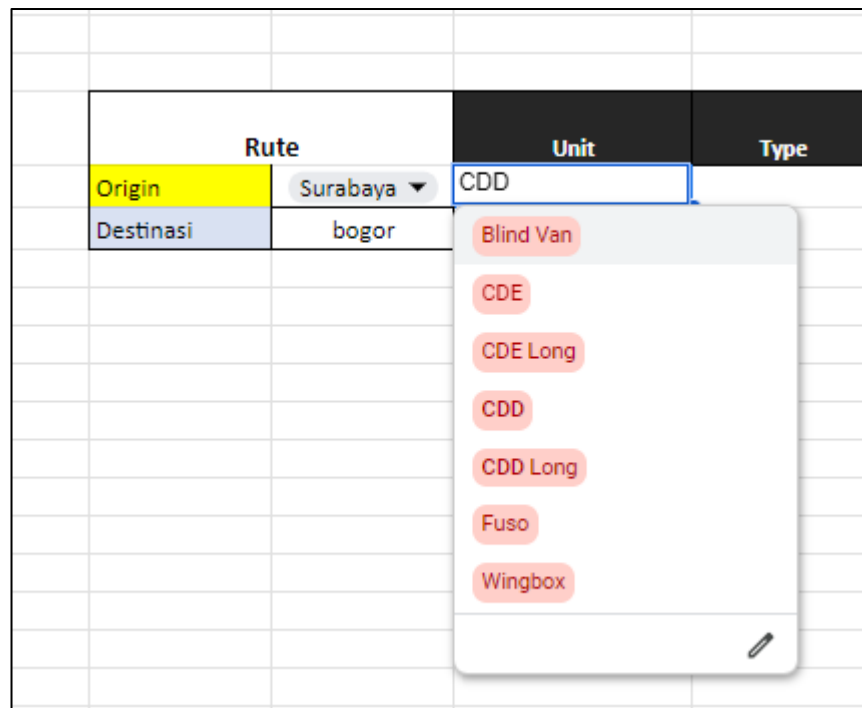 Rute Unit Type
Origin Surabaya CDD
Destinasi bogor
Blind Van
CDE
CDE Long
CDD
CDD Long
Fuso
Wingbox